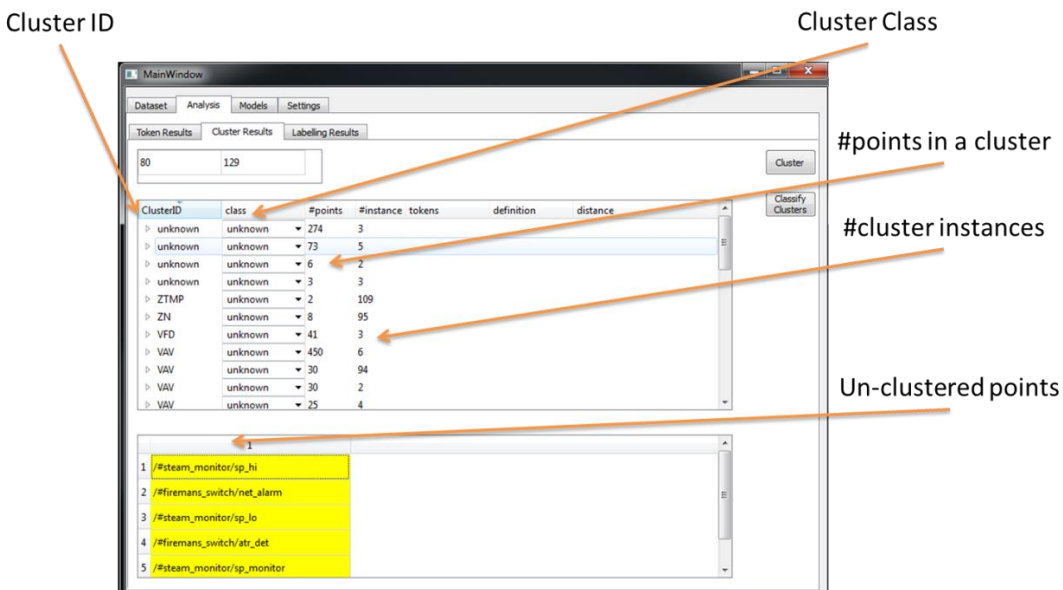 Cluster ID
Cluster Class
MainWindow
Dataset Analysis Models Settings
Token Results Cluster Results Labelling Results
#points in a cluster
80 129 Cluster
Classify
Clusters
ClusterID class #points #instance tokens definition distance
#cluster instances
unknown unknown 274 3
unknown unknown 73 5
unknown unknown 6 2
unknown unknown 3 3
ZTMP unknown 2 109
ZN unknown 8 95
VFD unknown 41 3
VAV unknown 450 6
VAV unknown 30 94
VAV unknown 30 2
VAV unknown 25 4
Un-clustered points
1
1 /#steam_monitor/sp_hi
2 /#firemans_switch/net_alarm
3 /#steam_monitor/sp_lo
4 /#firemans_switch/atr_det
5 /#steam_monitor/sp_monitor